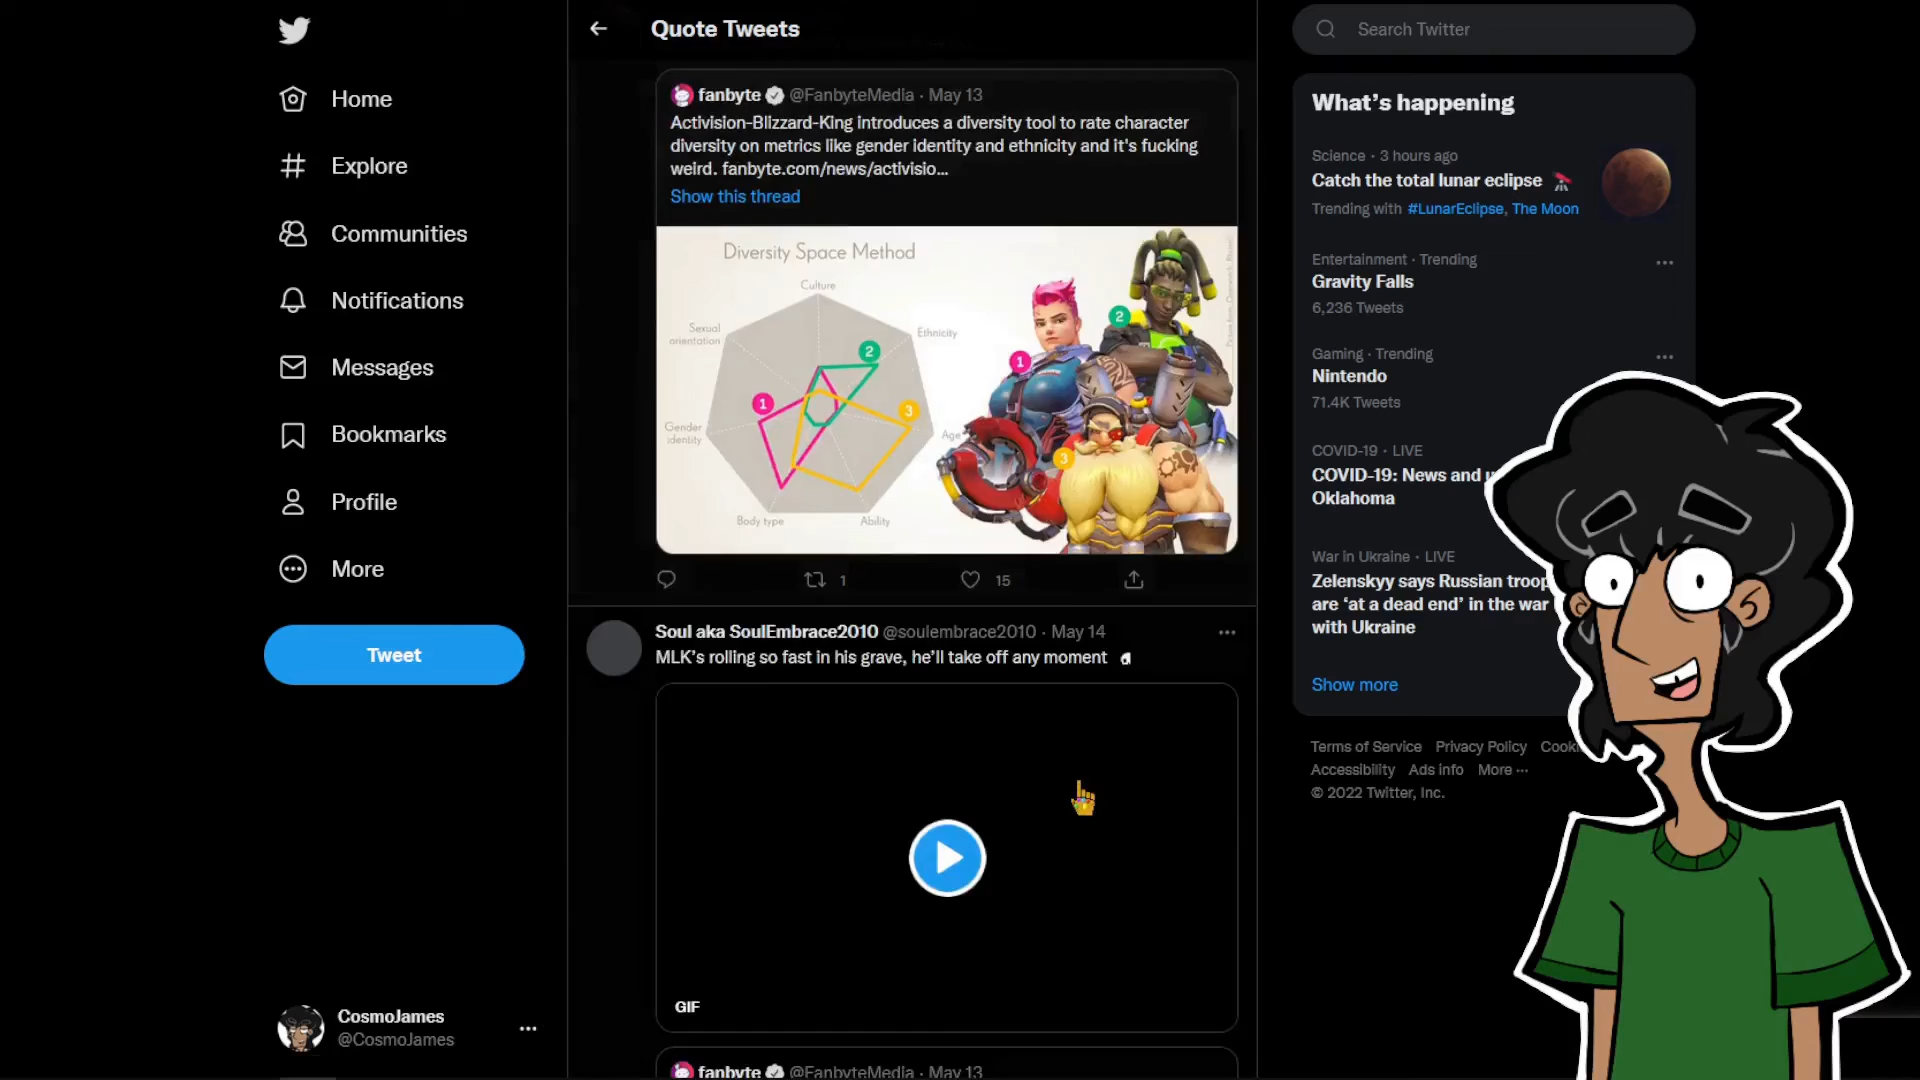 Home
Explore
Communities
Notifications
Messages
Bookmarks
Profile
More
Tweet
CosmoJames
@CosmoJames
Quote Tweets
fanbyte @FanbyteMedia · May 13
Activision-Blizzard-King introduces a diversity tool to rate character
diversity on metrics like gender identity and ethnicity and it's fucking
weird. fanbyte.com/news/activisio...
Show this thread
Diversity Space Method
Culture
Sexual
orientation
Ethnicity
Gender
identity
Age
Body type
Ability
1
2
3
1
2
3
1
15
Soul aka SoulEmbrace2010 @soulembrace2010 · May 14
MLK's rolling so fast in his grave, he'll take off any moment
GIF
fanbyte @FanbyteMedia · May 13
Search Twitter
What's happening
Science · 3 hours ago
Catch the total lunar eclipse
Trending with #LunarEclipse, The Moon
Entertainment · Trending
Gravity Falls
6,236 Tweets
Gaming · Trending
Nintendo
71.4K Tweets
COVID-19 · LIVE
COVID-19: News and
Oklahoma
War in Ukraine · LIVE
Zelenskyy says Russian troop
are 'at a dead end' in the war
with Ukraine
Show more
Terms of Service Privacy Policy
Accessibility Ads info More ...
© 2022 Twitter, Inc.